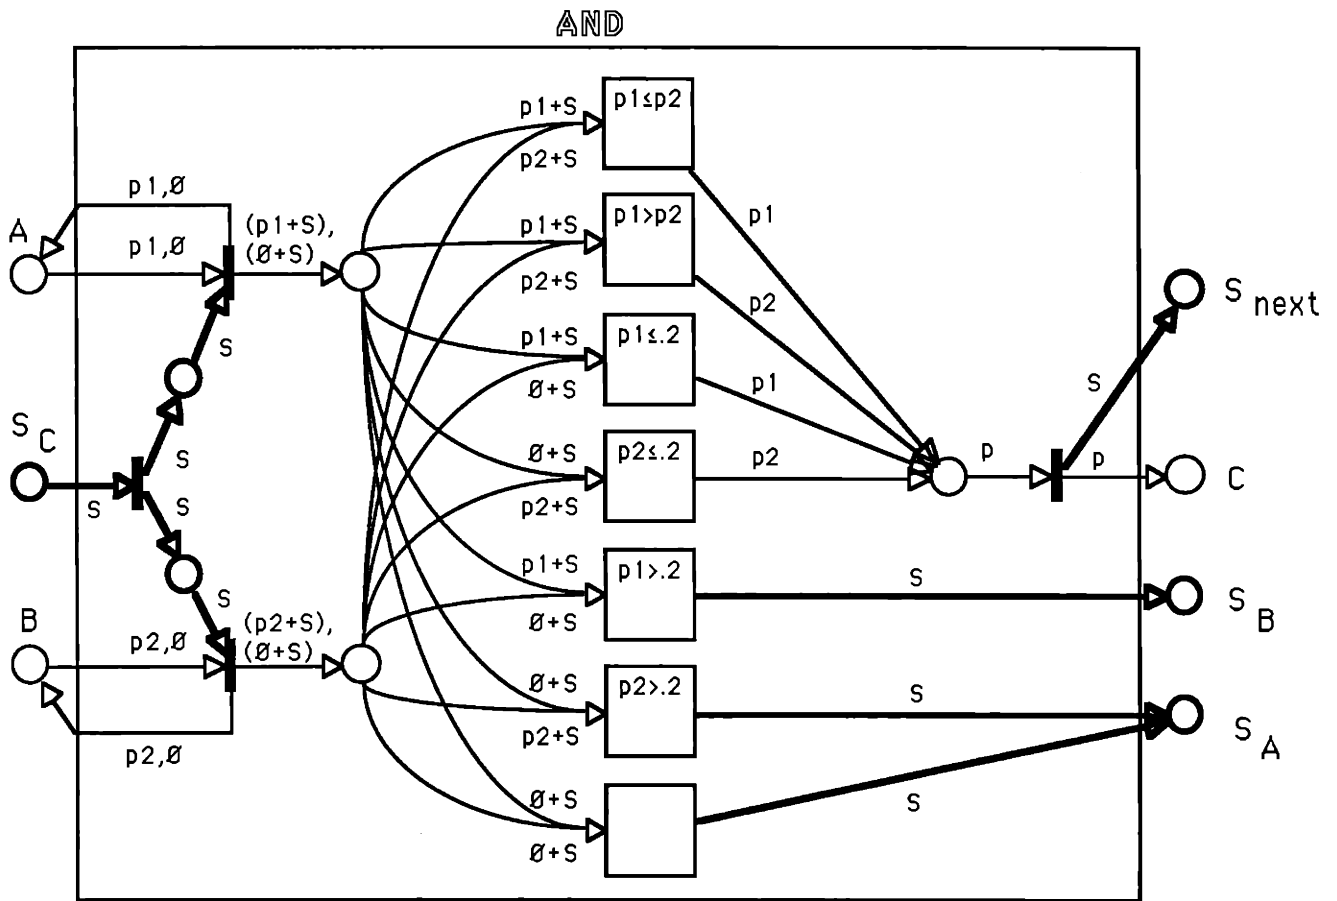 AND
p1+S
p1≤p2
p2+S
p1,Ø
A
p1,Ø
(p1+S),
(Ø+S)
p1+S
p1>p2
p2+S
p1
p2
S
next
S
p1+S
p1≤.2
Ø+S
p1
S
S
C
S
S
S
Ø+S
p2≤.2
p2+S
p2
p
p
C
p1+S
p1>.2
Ø+S
S
S
B
S
B
p2,Ø
(p2+S),
(Ø+S)
p2,Ø
Ø+S
p2>.2
p2+S
S
S
A
Ø+S
Ø+S
S